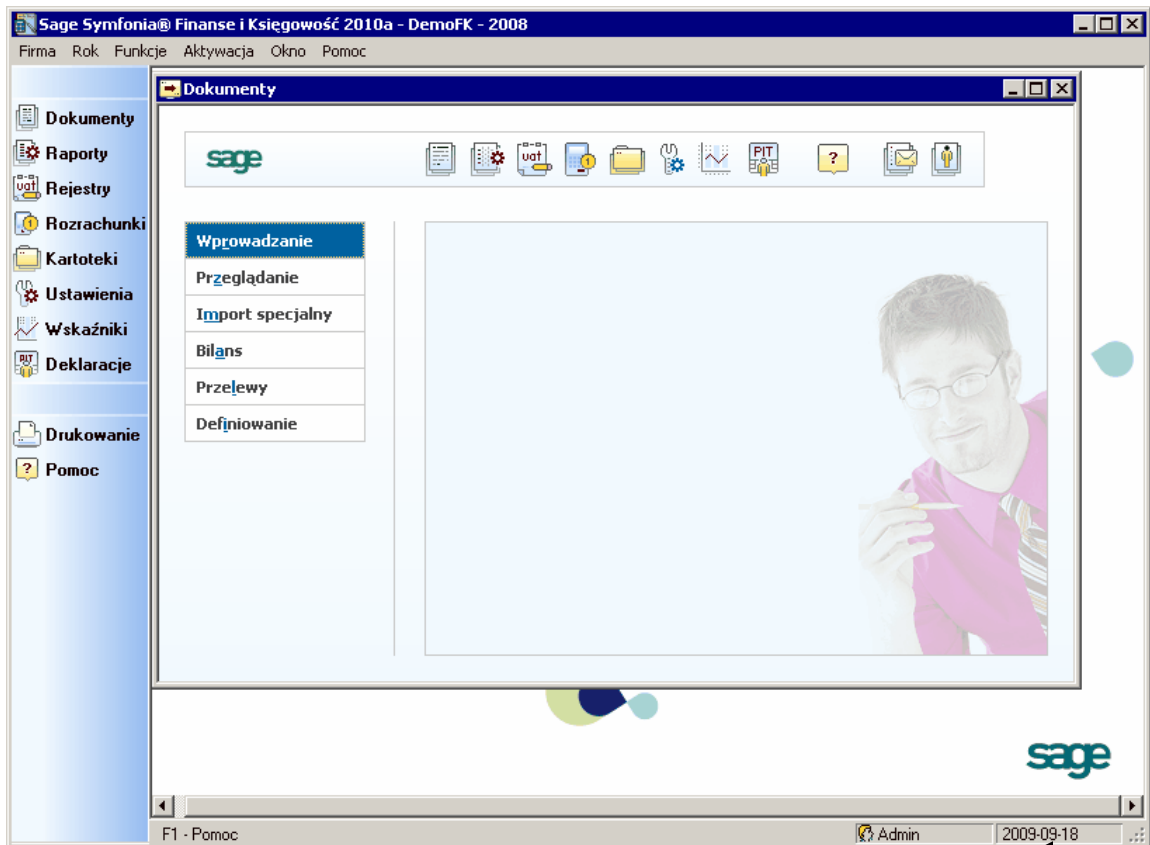 Sage Symfonia® Finanse i Księgowość 2010a - DemoFK - 2008
Firma Rok Funkcje Aktywacja Okno Pomoc
Dokumenty
Raporty
Rejestry
Rozrachunki
Kartoteki
Ustawienia
Wskaźniki
Deklaracje
Drukowanie
Pomoc
Dokumenty
sage
vat
PIT
?
Wprowadzanie
Przeglądanie
Import specjalny
Bilans
Przelewy
Definiowanie
sage
F1 - Pomoc Admin 2009-09-18